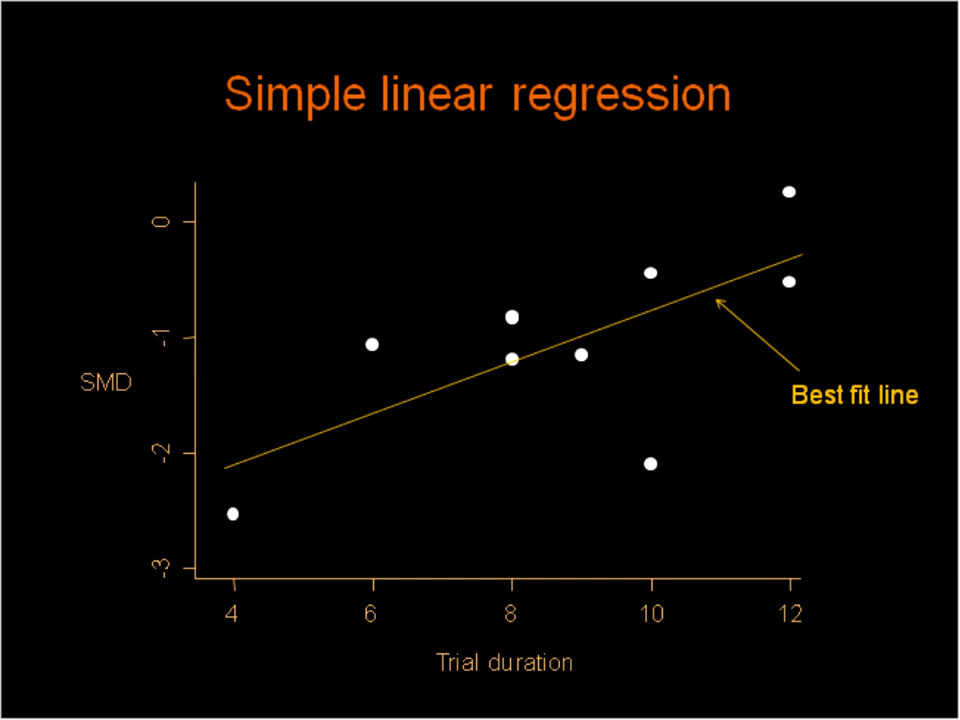 Simple linear regression
0
-1
SMD
Best fit line
-2
-3
4 6 8 10 12
Trial duration